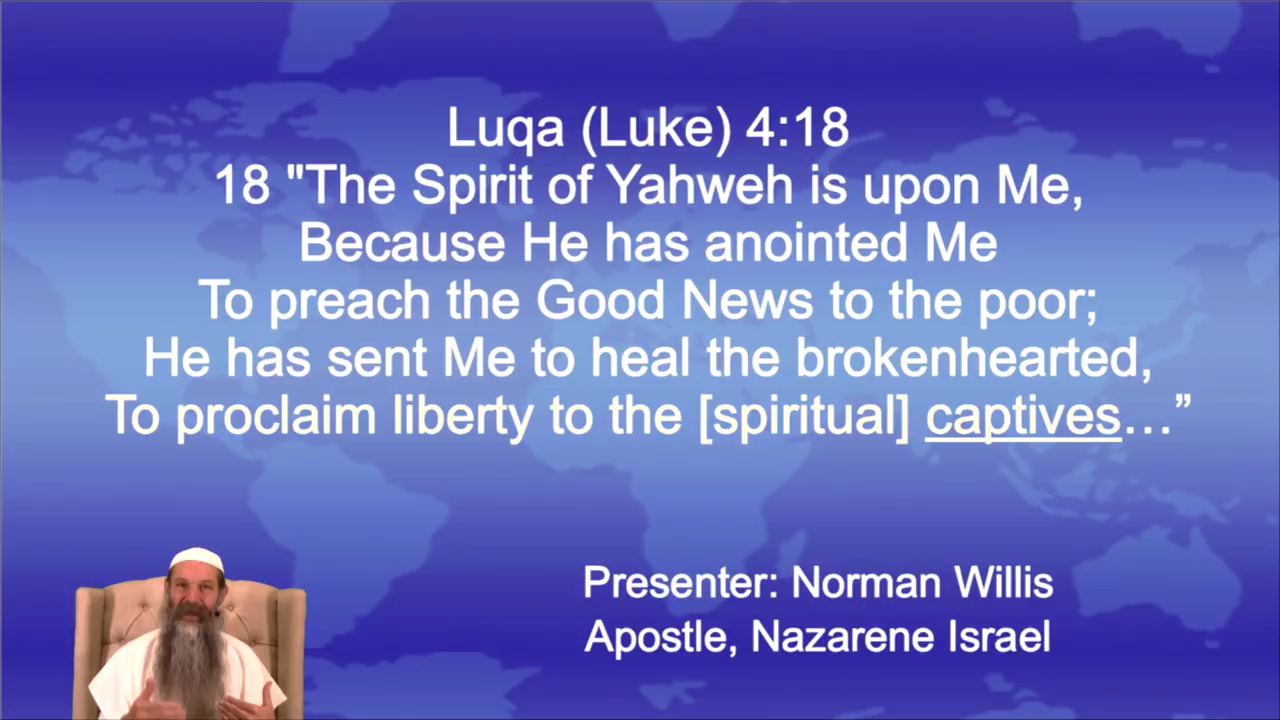 Luqa (Luke) 4:18
18 "The Spirit of Yahweh is upon Me,
Because He has anointed Me
To preach the Good News to the poor;
He has sent Me to heal the brokenhearted,
To proclaim liberty to the [spiritual] captives…”
Presenter: Norman Willis
Apostle, Nazarene Israel